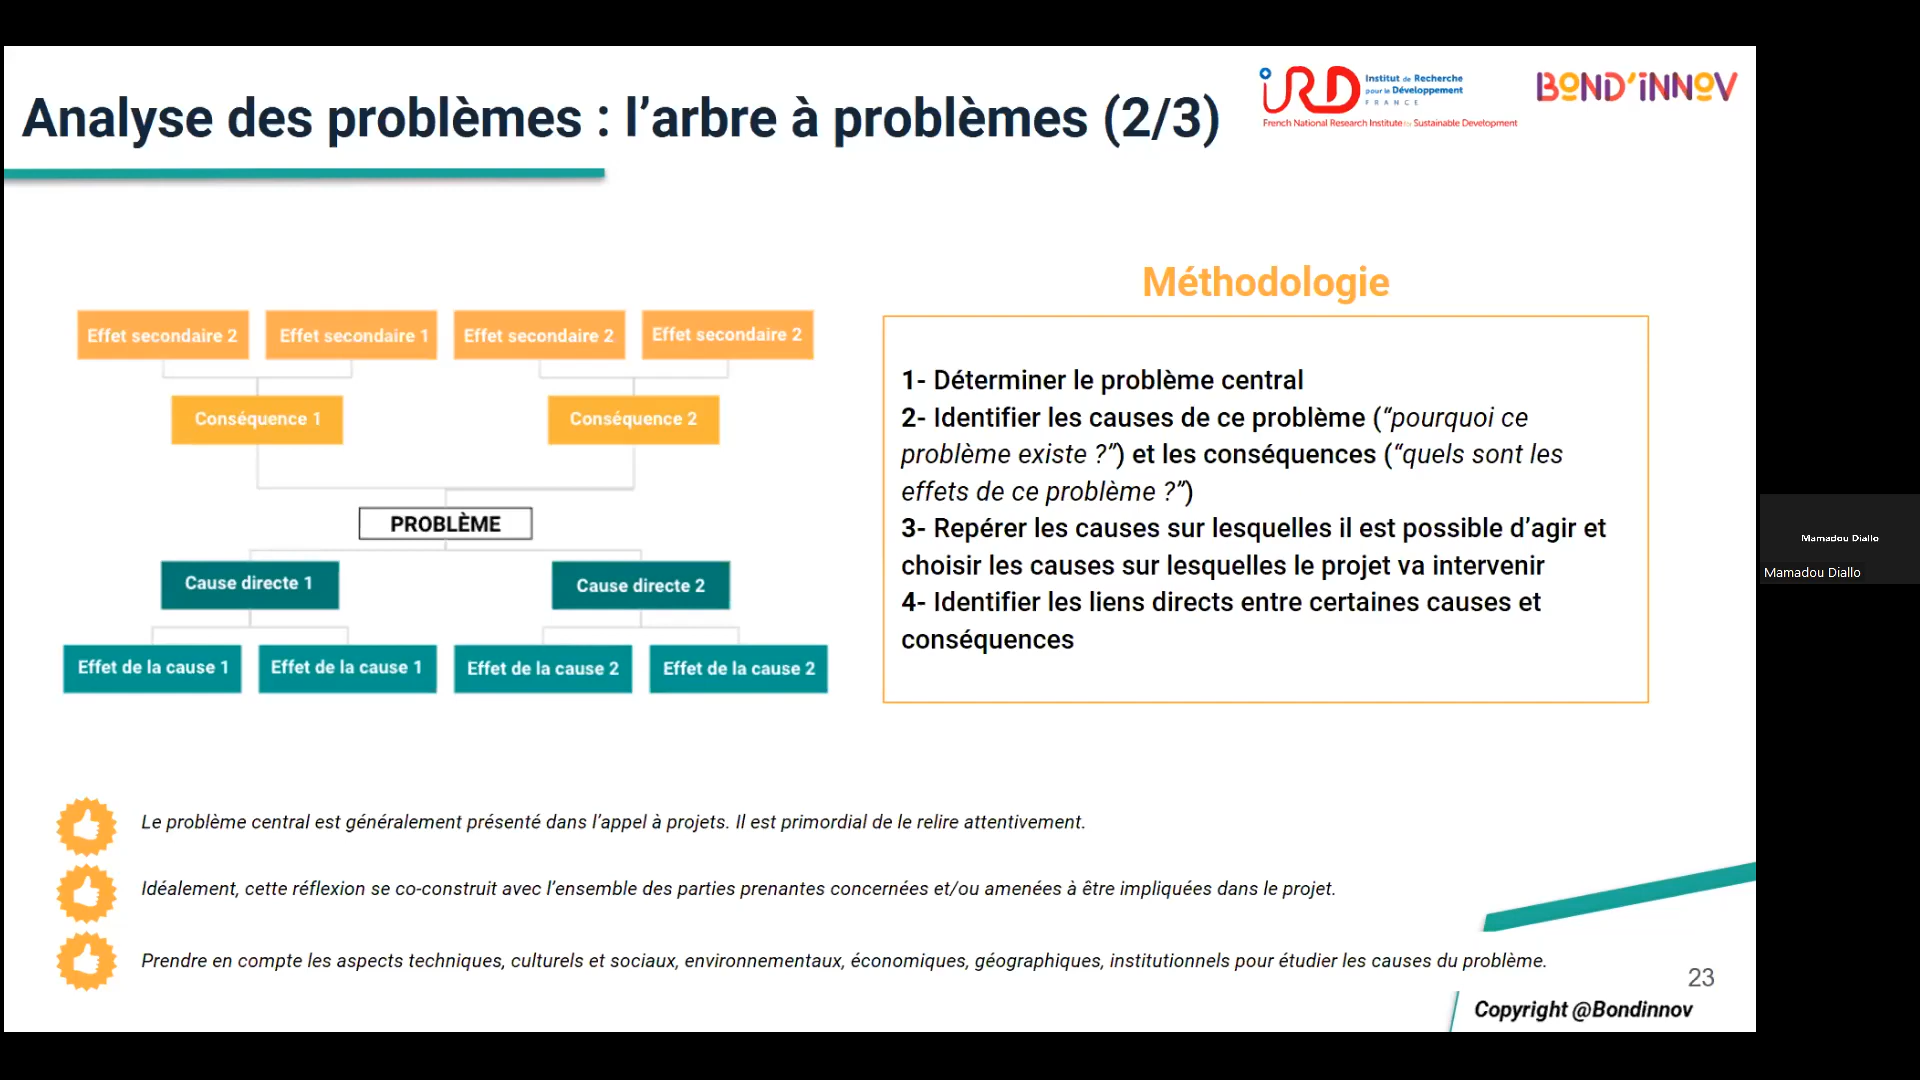 Analyse des problèmes : l’arbre à problèmes (2/3)
iRD
Institut de Recherche
pour le Développement
FRANCE
French National Research Institute for Sustainable Development
BOND'iNNOV
Effet secondaire 2
Effet secondaire 1
Effet secondaire 2
Effet secondaire 2
Conséquence 1
Conséquence 2
PROBLÈME
Cause directe 1
Cause directe 2
Effet de la cause 1
Effet de la cause 1
Effet de la cause 2
Effet de la cause 2
Méthodologie
1- Déterminer le problème central
2- Identifier les causes de ce problème (“pourquoi ce
problème existe ?”) et les conséquences (“quels sont les
effets de ce problème ?”)
3- Repérer les causes sur lesquelles il est possible d’agir et
choisir les causes sur lesquelles le projet va intervenir
4- Identifier les liens directs entre certaines causes et
conséquences
Le problème central est généralement présenté dans l’appel à projets. Il est primordial de le relire attentivement.
Idéalement, cette réflexion se co-construit avec l’ensemble des parties prenantes concernées et/ou amenées à être impliquées dans le projet.
Prendre en compte les aspects techniques, culturels et sociaux, environnementaux, économiques, géographiques, institutionnels pour étudier les causes du problème.
23
Copyright @Bondinnov
Mamadou Diallo
Mamadou Diallo